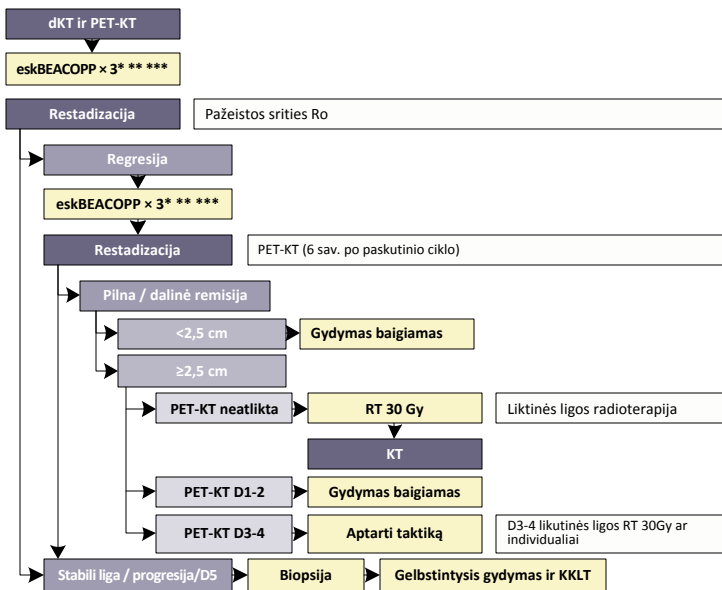 dKT ir PET-KT
eskBEACOPP × 3* ** ***
Restadizacija
Pažeistos srities Ro
Regresija
eskBEACOPP × 3* ** ***
Restadizacija
PET-KT (6 sav. po paskutinio ciklo)
Pilna / dalinė remisija
<2,5 cm
Gydymas baigiamas
≥2,5 cm
PET-KT neatlikta
RT 30 Gy
Liktinės ligos radioterapija
KT
PET-KT D1-2
Gydymas baigiamas
PET-KT D3-4
Aptarti taktiką
D3-4 likutinės ligos RT 30Gy ar
individualiai
Stabili liga / progresija/D5
Biopsija
Gelbstintysis gydymas ir KKLT